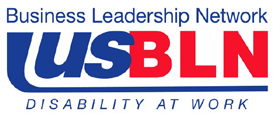 Business Leadership Network
USBLN
DISABILITY AT WORK